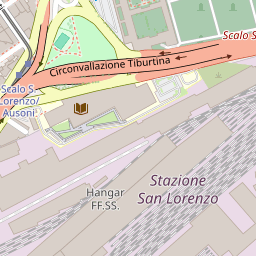 Scalo S
Circonvallazione Tiburtina
Scalo S.
Lorenzo/
Ausoni
Hangar
FF.SS.
Stazione
San Lorenzo